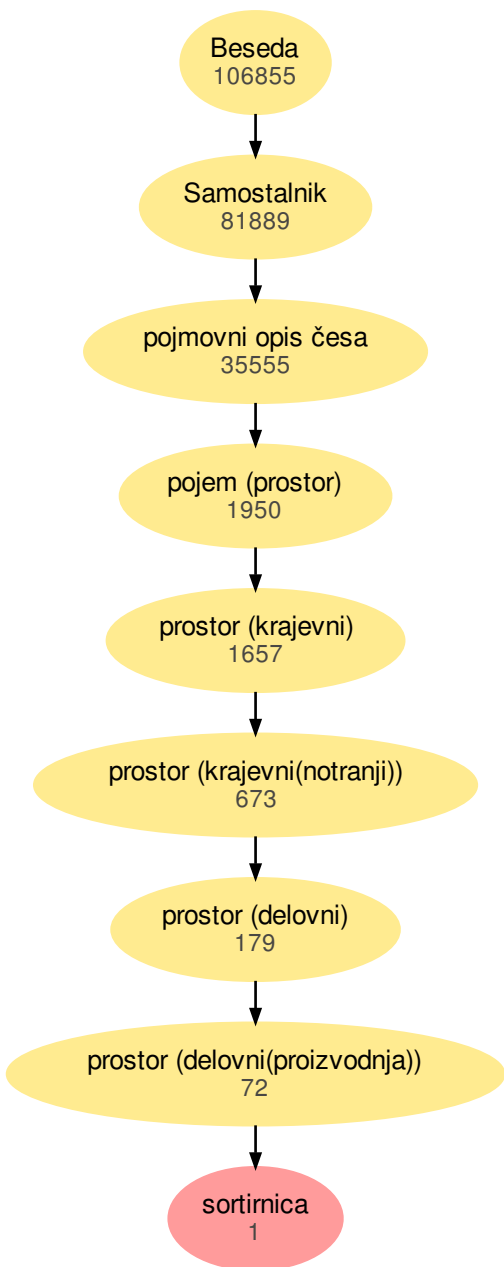 Beseda
106855
Samostalnik
81889
pojmovni opis česa
35555
pojem (prostor)
1950
prostor (krajevni)
1657
prostor (krajevni(notranji))
673
prostor (delovni)
179
prostor (delovni(proizvodnja))
72
sortirnica
1